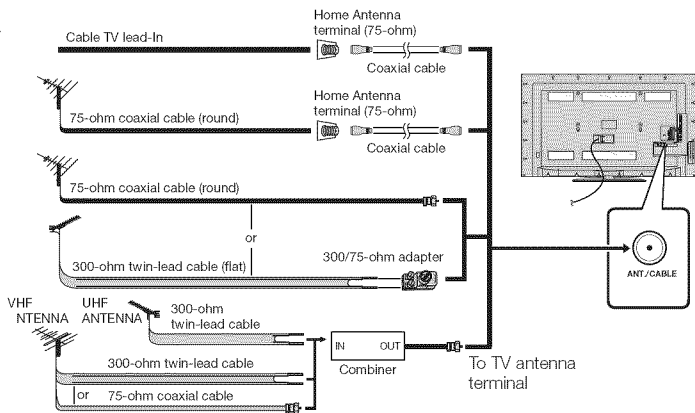 Home Antenna
terminal (75-ohm)
Cable TV lead-In
Coaxial cable
Home Antenna
terminal (75-ohm)
75-ohm coaxial cable (round)
Coaxial cable
75-ohm coaxial cable (round)
or
300/75-ohm adapter
300-ohm twin-lead cable (flat)
ANT./CABLE
VHF
NTENNA
UHF
ANTENNA
300-ohm
twin-lead cable
IN OUT
Combiner
To TV antenna
terminal
300-ohm twin-lead cable
or
75-ohm coaxial cable